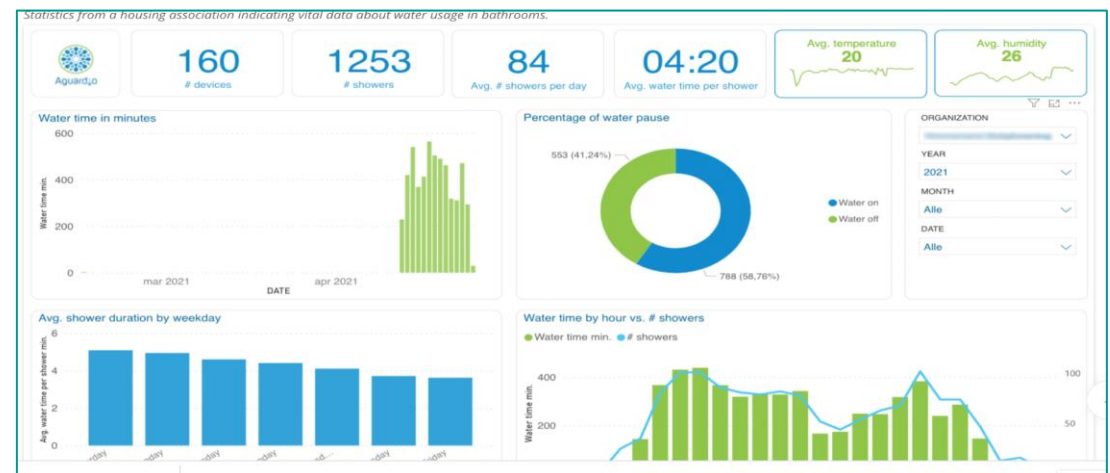 Statistics from a housing association indicating vital data about water usage in bathrooms.
Aguardio
160
# devices
1253
# showers
84
Avg. # showers per day
04:20
Avg. water time per shower
Avg. temperature
20
Avg. humidity
26
Water time in minutes
600
400
200
0
Water time min.
mar 2021
apr 2021
DATE
Percentage of water pause
553 (41,24%)
788 (58,76%)
Water on
Water off
ORGANIZATION
YEAR
2021
MONTH
Alle
DATE
Alle
Avg. shower duration by weekday
6
4
2
0
Avg. water time per shower min.
Water time by hour vs. # showers
Water time min.
# showers
400
200
Water time min.
100
50